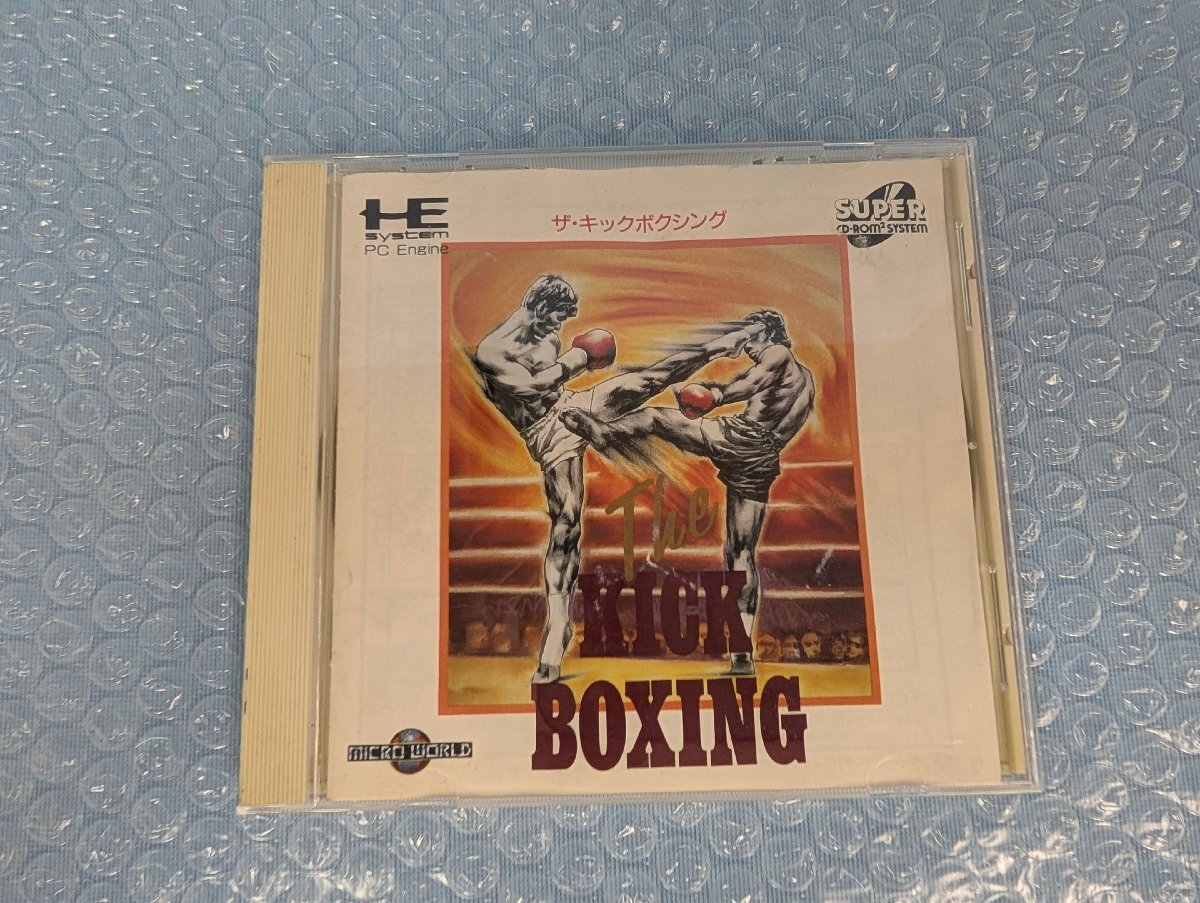 HE
system
PC Engine
ザ・キックボクシング
SUPER
CD-ROM² SYSTEM
The
KICK
BOXING
MICRO WORLD